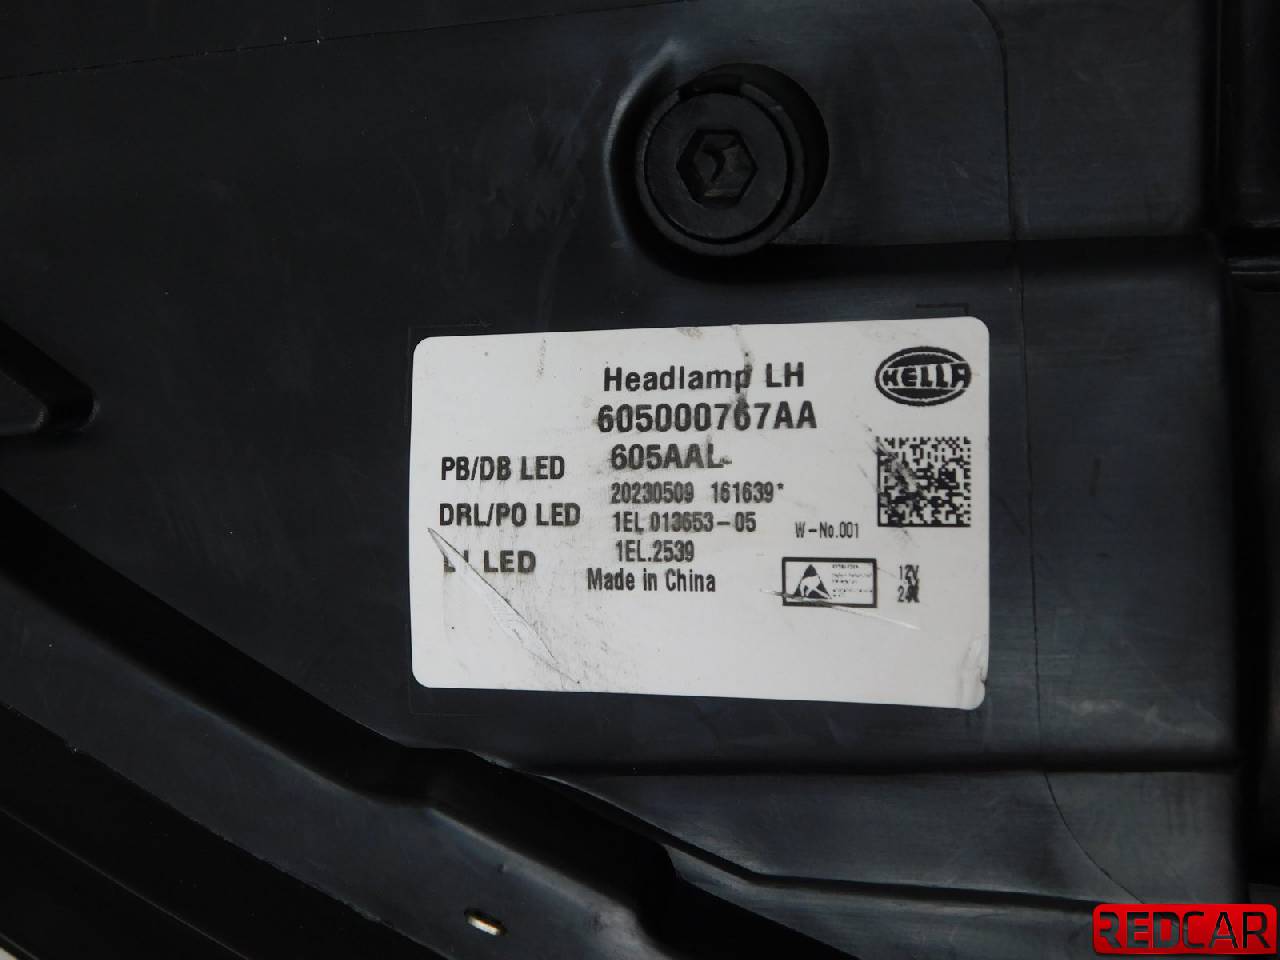 Headlamp LH
HELLA
605000767AA
PB/DB LED
605AAL
20230509 161639*
DRL/PO LED
1EL 013653-05
W-No.001
LED
1EL.2539
Made in China
12V
REDCAR